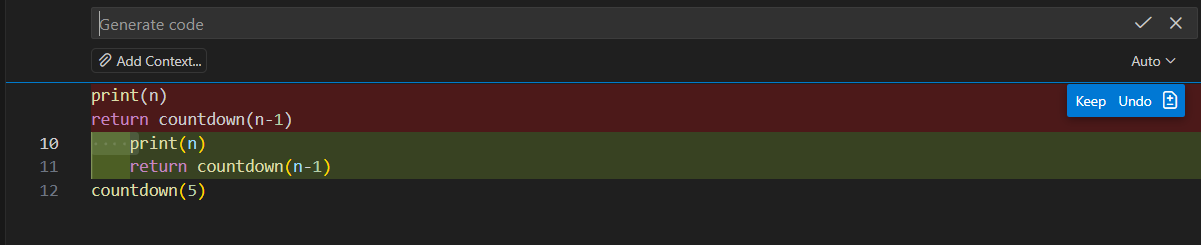 Generate code
Add Context...
Auto
print(n)
Keep Undo
return countdown(n-1)
10 print(n)
11 return countdown(n-1)
12 countdown(5)